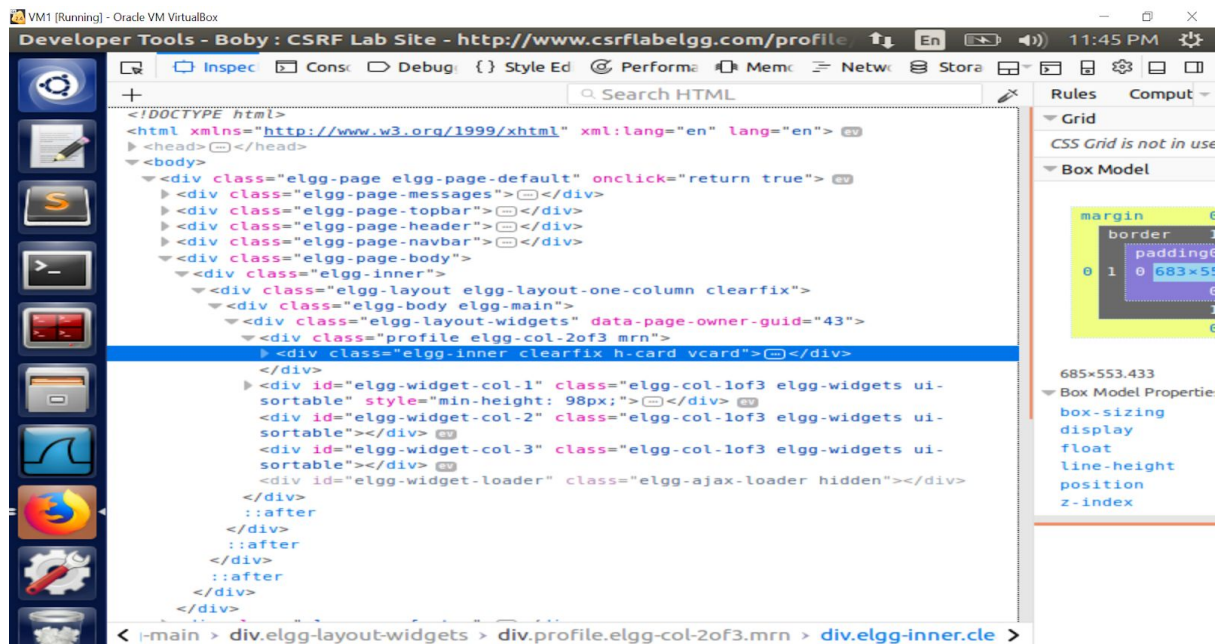 VM1 [Running] - Oracle VM VirtualBox
Developer Tools - Boby : CSRF Lab Site - http://www.csrflabelgg.com/profile/ En 11:45 PM
Inspec Cons Debug {} Style Ed Performa Memo Netwo Stora
+ Search HTML Rules Comput
<!DOCTYPE html>
<html xmlns="http://www.w3.org/1999/xhtml" xml:lang="en" lang="en"> ev
<head></head>
<body>
<div class="elgg-page elgg-page-default" onclick="return true"> ev
<div class="elgg-page-messages"></div>
<div class="elgg-page-topbar"></div>
<div class="elgg-page-header"></div>
<div class="elgg-page-navbar"></div>
<div class="elgg-page-body">
<div class="elgg-inner">
<div class="elgg-layout elgg-layout-one-column clearfix">
<div class="elgg-body elgg-main">
<div class="elgg-layout-widgets" data-page-owner-guid="43">
<div class="profile elgg-col-2of3 mrn">
<div class="elgg-inner clearfix h-card vcard"></div>
</div>
<div id="elgg-widget-col-1" class="elgg-col-1of3 elgg-widgets ui-
sortable" style="min-height: 98px;"></div> ev
<div id="elgg-widget-col-2" class="elgg-col-1of3 elgg-widgets ui-
sortable"></div> ev
<div id="elgg-widget-col-3" class="elgg-col-1of3 elgg-widgets ui-
sortable"></div> ev
<div id="elgg-widget-loader" class="elgg-ajax-loader hidden"></div>
</div>
::after
</div>
::after
</div>
::after
</div>
</div>
-main > div.elgg-layout-widgets > div.profile.elgg-col-2of3.mrn > div.elgg-inner.cle
Grid
CSS Grid is not in use
Box Model
margin 0
border 1
padding0
0 1 0 683×55
0
1
0
685×553.433
Box Model Propertie
box-sizing
display
float
line-height
position
z-index